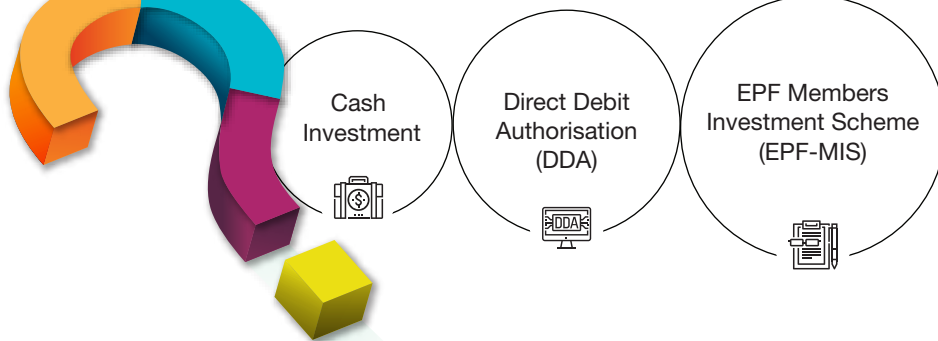 Cash
Investment
Direct Debit
Authorisation
(DDA)
DDA
EPF Members
Investment Scheme
(EPF-MIS)